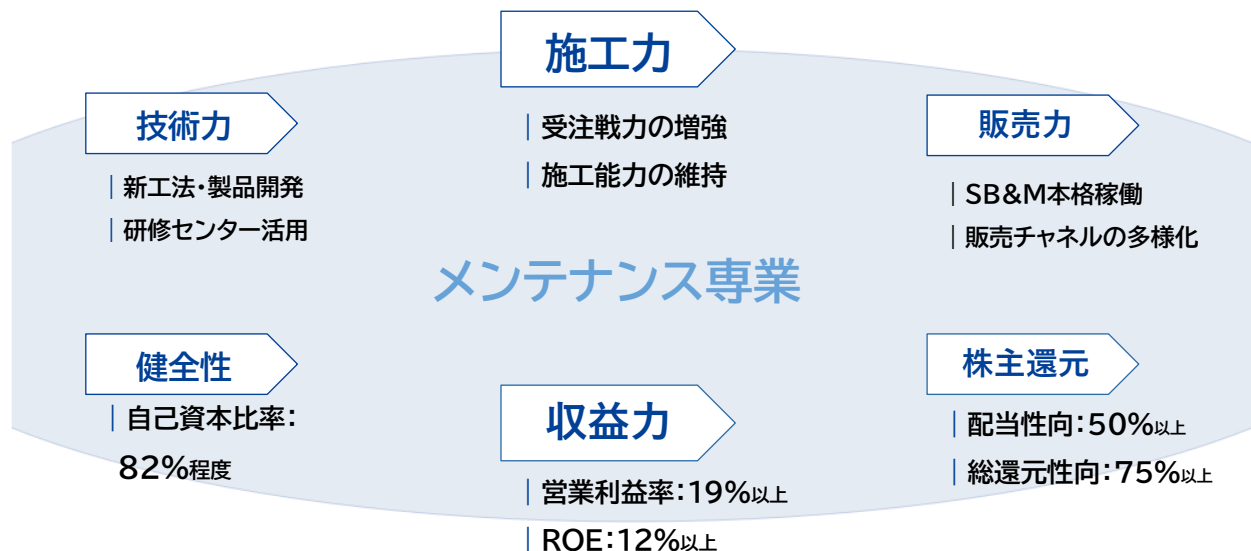 施工力
受注戦力の増強
施工能力の維持
技術力
新工法・製品開発
研修センター活用
販売力
SB&M本格稼働
販売チャネルの多様化
メンテナンス専業
健全性
自己資本比率：
82%程度
収益力
営業利益率：19%以上
ROE：12%以上
株主還元
配当性向：50%以上
総還元性向：75%以上